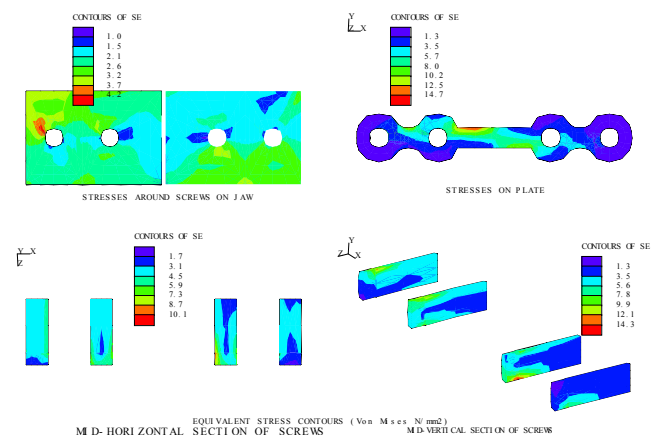 CONTOURS OF SE
1.0
1.5
2.1
2.6
3.2
3.7
4.2
STRESSES AROUND SCREWS ON JAW
Y
Z X
CONTOURS OF SE
1.3
3.5
5.7
8.0
10.2
12.5
14.7
STRESSES ON PLATE
Y X
Z
CONTOURS OF SE
1.7
3.1
4.5
5.9
7.3
8.7
10.1
Y
Z X
CONTOURS OF SE
1.3
3.5
5.6
7.8
9.9
12.1
14.3
EQUIVALENT STRESS CONTOURS (Von Mises N/mm2)
MID-HORIZONTAL SECTION OF SCREWS
MID-VERTICAL SECTION OF SCREWS